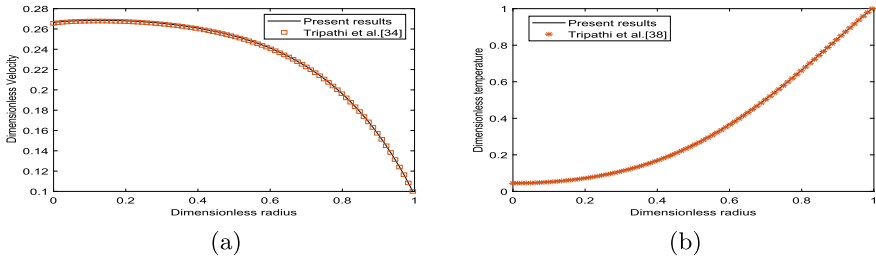 0.28
0.26
0.24
0.22
0.2
0.18
0.16
0.14
0.12
0.1
Dimensionless Velocity
Present results
Tripathi et al.[34]
0 0.2 0.4 0.6 0.8 1
Dimensionless radius
(a)
1
0.8
0.6
0.4
0.2
0
Dimensionless temperature
Present results
Tripathi et al.[38]
0 0.2 0.4 0.6 0.8 1
Dimensionless radius
(b)